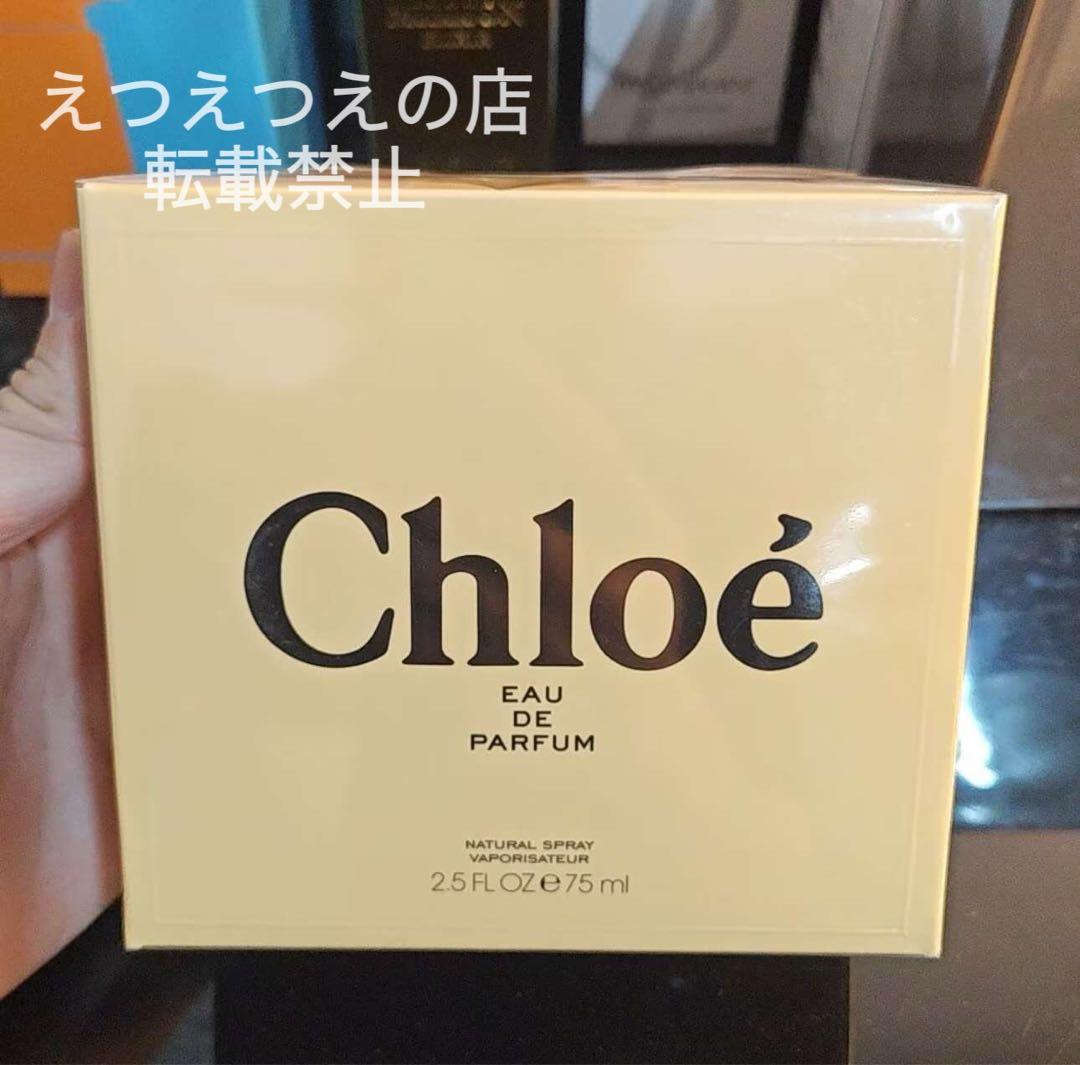 えつえつえの店
転載禁止
Chloé
EAU
DE
PARFUM
NATURAL SPRAY
VAPORISATEUR
2.5 FL OZ ℮ 75 ml